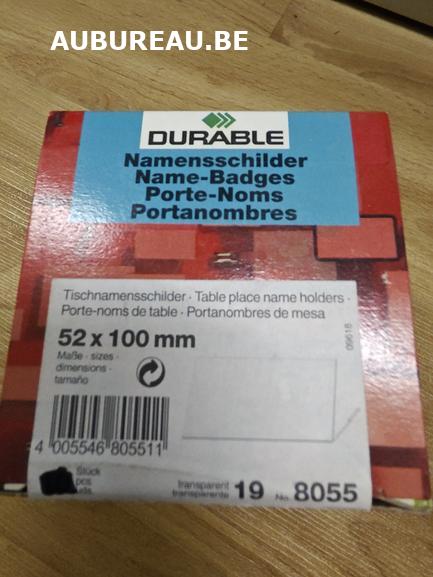 AUBUREAU.BE
DURABLE
Namensschilder
Name-Badges
Porte-Noms
Portanombres
Tischnamensschilder · Table place name holders ·
Porte-noms de table · Portanombres de mesa
52 x 100 mm
Maße · sizes ·
dimensions ·
tamaño
09618
4 005546 805511
Stück
pcs
uds.
transparent
transparente 19 No. 8055